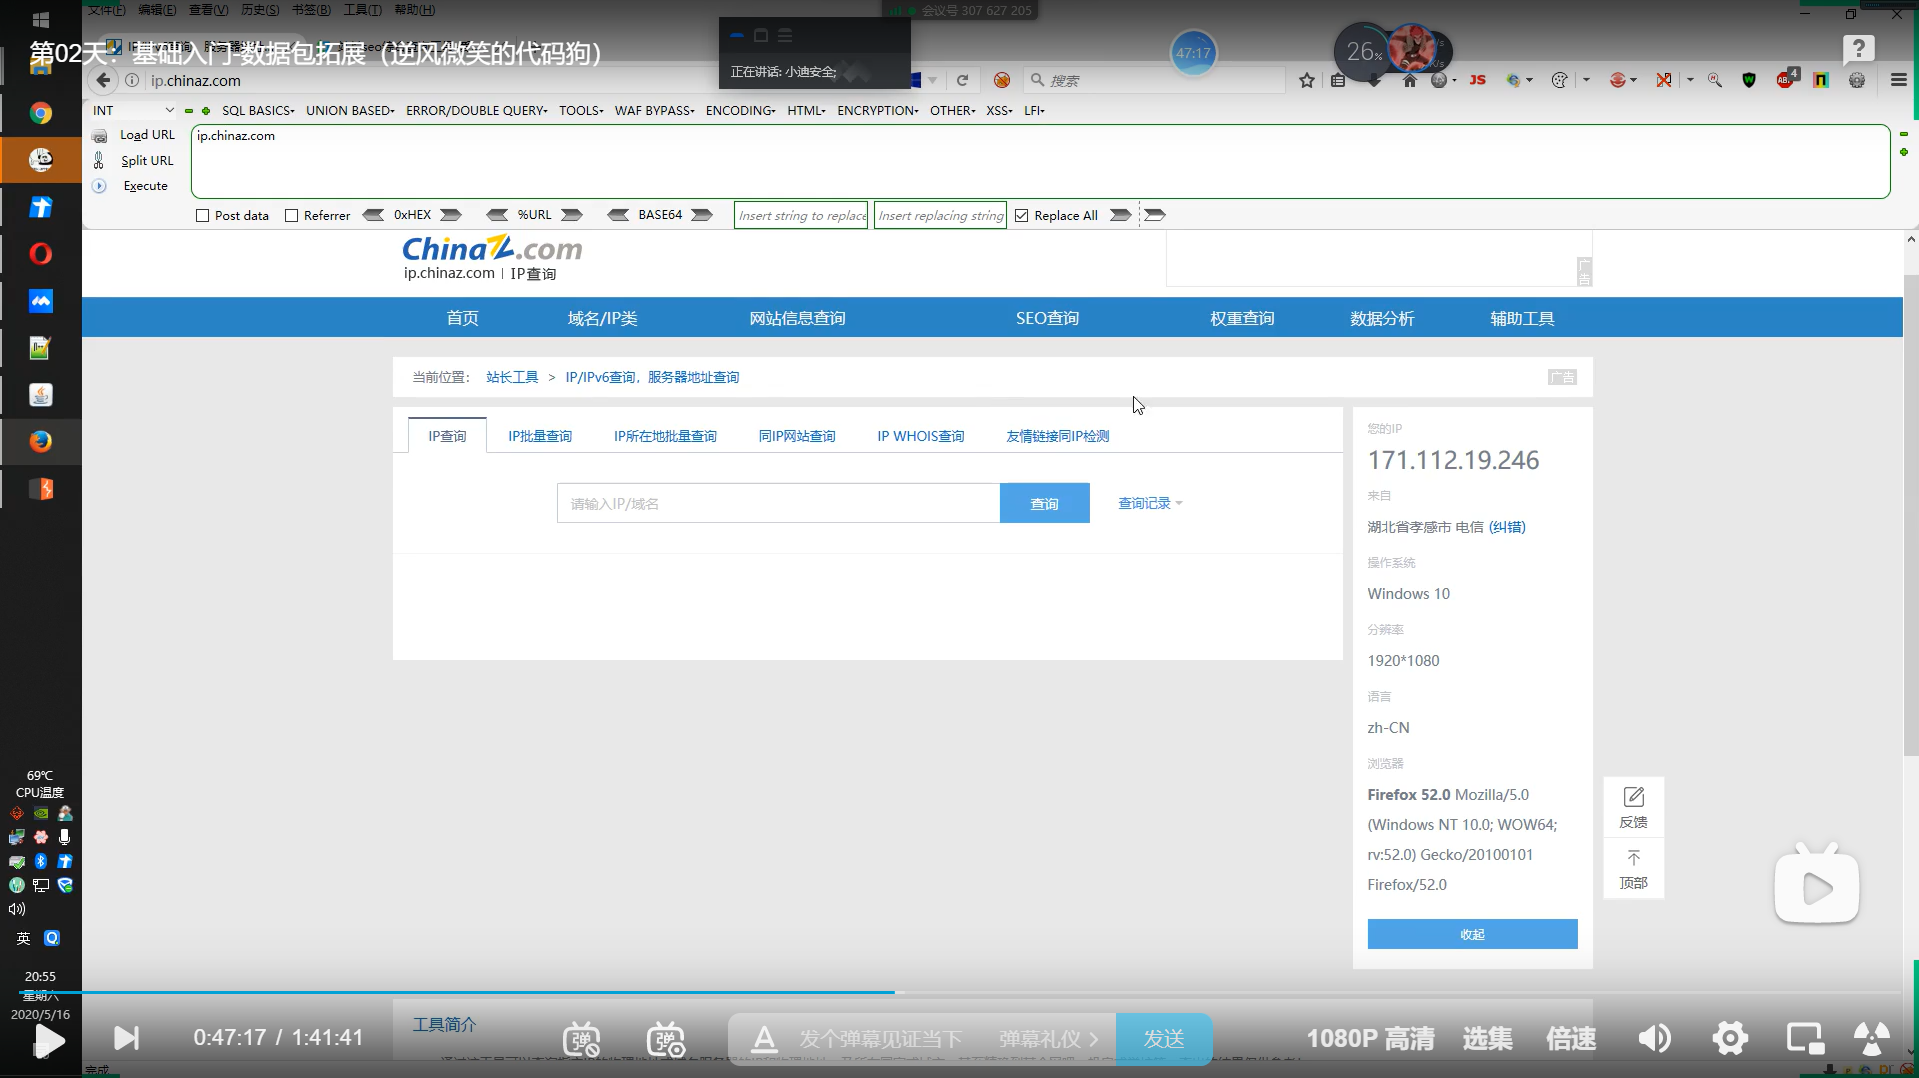 文件(F) 编辑(E) 查看(V) 历史(S) 书签(B) 工具(T) 帮助(H)
会议号 307 627 205
第02天：基础入门-数据包拓展（逆风微笑的代码狗）
正在讲话: 小迪安全;
47:17
26%
ip.chinaz.com
搜索
JS
4
INT
SQL BASICS UNION BASED ERROR/DOUBLE QUERY TOOLS WAF BYPASS ENCODING HTML ENCRYPTION OTHER XSS LFI
Load URL
Split URL
Execute
ip.chinaz.com
Post data Referrer 0xHEX %URL BASE64 Insert string to replace Insert replacing string Replace All
ChinaZ.com
ip.chinaz.com | IP查询
广告
首页 域名/IP类 网站信息查询 SEO查询 权重查询 数据分析 辅助工具
当前位置： 站长工具 > IP/IPv6查询，服务器地址查询
广告
IP查询 IP批量查询 IP所在地批量查询 同IP网站查询 IP WHOIS查询 友情链接同IP检测
请输入IP/域名 查询 查询记录
您的IP
171.112.19.246
来自
湖北省孝感市 电信 (纠错)
操作系统
Windows 10
分辨率
1920*1080
语言
zh-CN
浏览器
Firefox 52.0 Mozilla/5.0
(Windows NT 10.0; WOW64;
rv:52.0) Gecko/20100101
Firefox/52.0
收起
反馈
顶部
69℃
CPU温度
英
20:55
星期六
2020/5/16
工具简介
0:47:17 / 1:41:41
弹 弹
发个弹幕见证当下 弹幕礼仪 > 发送
1080P 高清 选集 倍速
完成